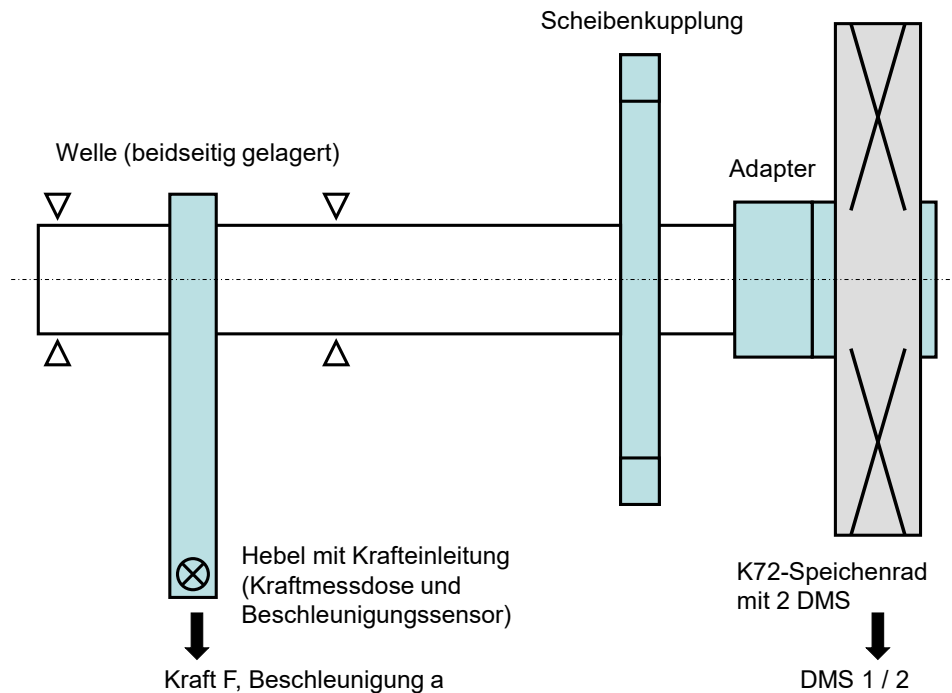 Scheibenkupplung
Welle (beidseitig gelagert)
Adapter
Hebel mit Krafteinleitung
(Kraftmessdose und
Beschleunigungssensor)
K72-Speichenrad
mit 2 DMS
Kraft F, Beschleunigung a
DMS 1 / 2